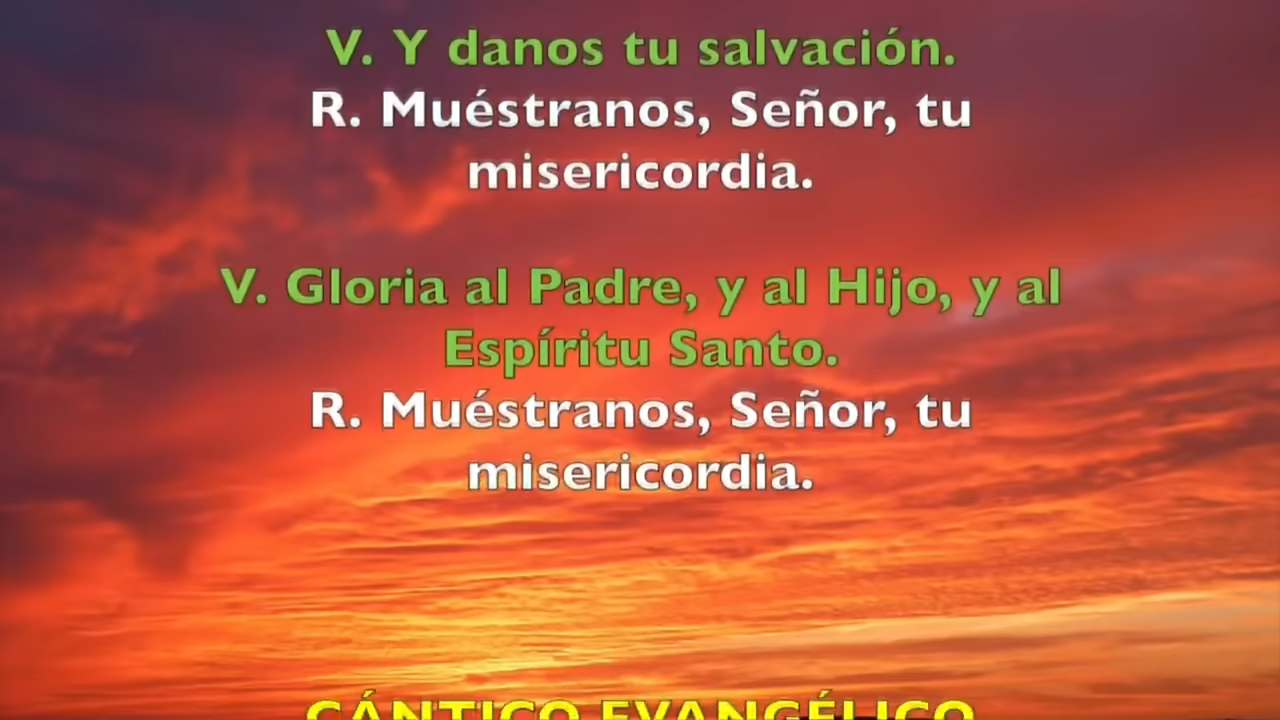 V. Y danos tu salvación.
R. Muéstranos, Señor, tu
misericordia.
V. Gloria al Padre, y al Hijo, y al
Espíritu Santo.
R. Muéstranos, Señor, tu
misericordia.
CÁNTICO EVANGÉLICO